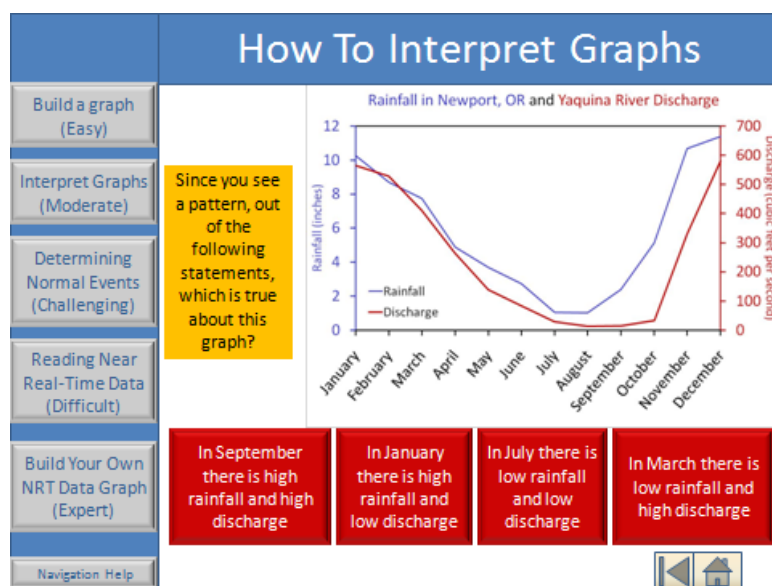 How To Interpret Graphs
Build a graph
(Easy)
Interpret Graphs
(Moderate)
Determining
Normal Events
(Challenging)
Reading Near
Real-Time Data
(Difficult)
Build Your Own
NRT Data Graph
(Expert)
Navigation Help
Since you see
a pattern, out
of the
following
statements,
which is true
about this
graph?
Rainfall in Newport, OR and Yaquina River Discharge
Rainfall (inches)
12
10
8
6
4
2
0
Rainfall
Discharge
January
February
March
April
May
June
July
August
September
October
November
December
700
600
500
400
300
200
100
0
Discharge (cubic feet per second)
In September
there is high
rainfall and high
discharge
In January
there is high
rainfall and
low discharge
In July there is
low rainfall
and low
discharge
In March there is
low rainfall and
high discharge